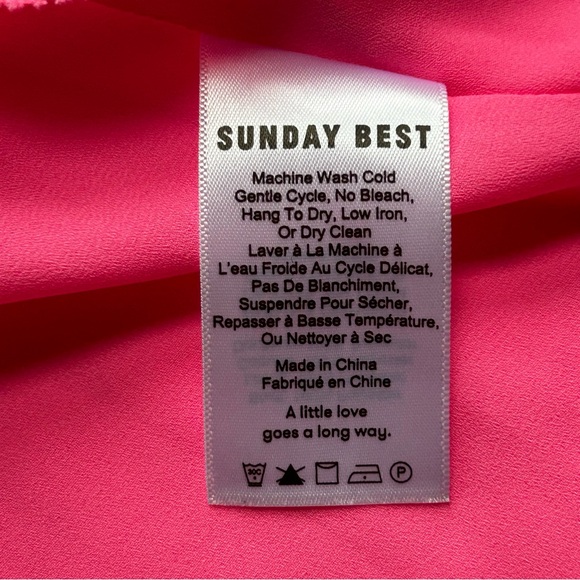 SUNDAY BEST
Machine Wash Cold
Gentle Cycle, No Bleach,
Hang To Dry, Low Iron,
Or Dry Clean
Laver à La Machine à
L'eau Froide Au Cycle Délicat,
Pas De Blanchiment,
Suspendre Pour Sécher,
Repasser à Basse Température,
Ou Nettoyer à Sec
Made in China
Fabriqué en Chine
A little love
goes a long way.
30C P